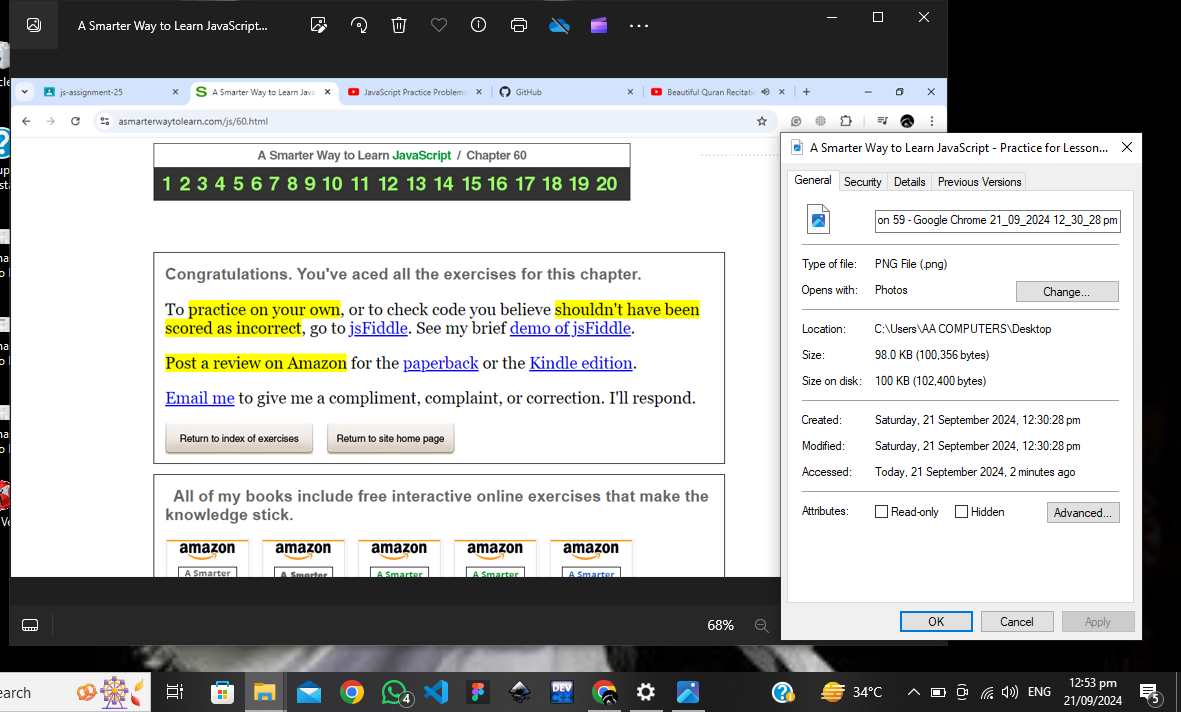 A Smarter Way to Learn JavaScript...
js-assignment-25
A Smarter Way to Learn Java
JavaScript Practice Problems
GitHub
Beautiful Quran Recitati
asmarterwaytolearn.com/js/60.html
A Smarter Way to Learn JavaScript / Chapter 60
1 2 3 4 5 6 7 8 9 10 11 12 13 14 15 16 17 18 19 20
Congratulations. You've aced all the exercises for this chapter.
To practice on your own, or to check code you believe shouldn't have been
scored as incorrect, go to jsFiddle. See my brief demo of jsFiddle.
Post a review on Amazon for the paperback or the Kindle edition.
Email me to give me a compliment, complaint, or correction. I'll respond.
Return to index of exercises
Return to site home page
All of my books include free interactive online exercises that make the
knowledge stick.
amazon amazon amazon amazon amazon
A Smarter A Smarter A Smarter A Smarter A Smarter
68%
A Smarter Way to Learn JavaScript - Practice for Lesson...
General Security Details Previous Versions
on 59 - Google Chrome 21_09_2024 12_30_28 pm
Type of file: PNG File (.png)
Opens with: Photos Change...
Location: C:\Users\AA COMPUTERS\Desktop
Size: 98.0 KB (100,356 bytes)
Size on disk: 100 KB (102,400 bytes)
Created: Saturday, 21 September 2024, 12:30:28 pm
Modified: Saturday, 21 September 2024, 12:30:28 pm
Accessed: Today, 21 September 2024, 2 minutes ago
Attributes: Read-only Hidden Advanced...
OK Cancel Apply
earch
4
DEV
34°C
ENG
12:53 pm
21/09/2024
5